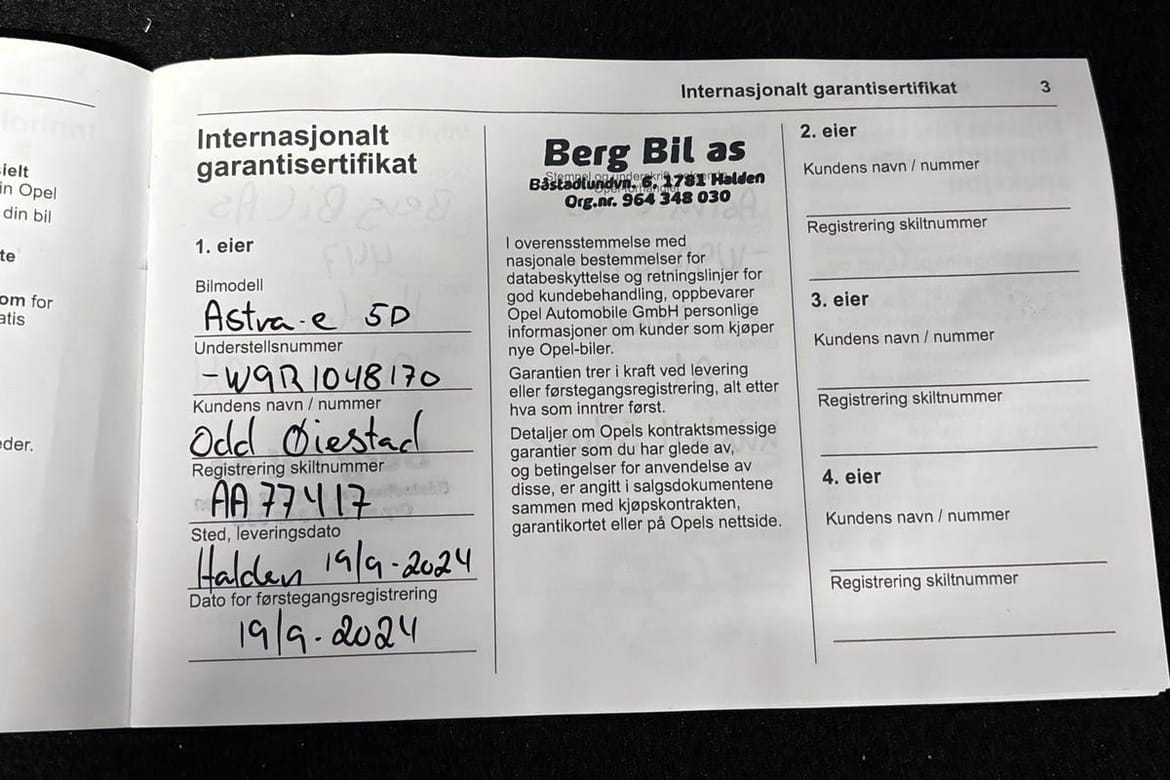 ielt
in Opel
din bil
te
om for
atis
eder.
Internasjonalt garantisertifikat 3
Internasjonalt
garantisertifikat
1. eier
Bilmodell
Astra-e 5D
Understellsnummer
-W9R1048170
Kundens navn / nummer
Odd Øiestad
Registrering skiltnummer
AA77417
Sted, leveringsdato
Halden 19/9-2024
Dato for førstegangsregistrering
19/9-2024
Berg Bil as
Båstadlundvn. 6, 1781 Halden
Org.nr. 964 348 030
I overensstemmelse med
nasjonale bestemmelser for
databeskyttelse og retningslinjer for
god kundebehandling, oppbevarer
Opel Automobile GmbH personlige
informasjoner om kunder som kjøper
nye Opel-biler.
Garantien trer i kraft ved levering
eller førstegangsregistrering, alt etter
hva som inntrer først.
Detaljer om Opels kontraktsmessige
garantier som du har glede av,
og betingelser for anvendelse av
disse, er angitt i salgsdokumentene
sammen med kjøpskontrakten,
garantikortet eller på Opels nettside.
2. eier
Kundens navn / nummer
Registrering skiltnummer
3. eier
Kundens navn / nummer
Registrering skiltnummer
4. eier
Kundens navn / nummer
Registrering skiltnummer